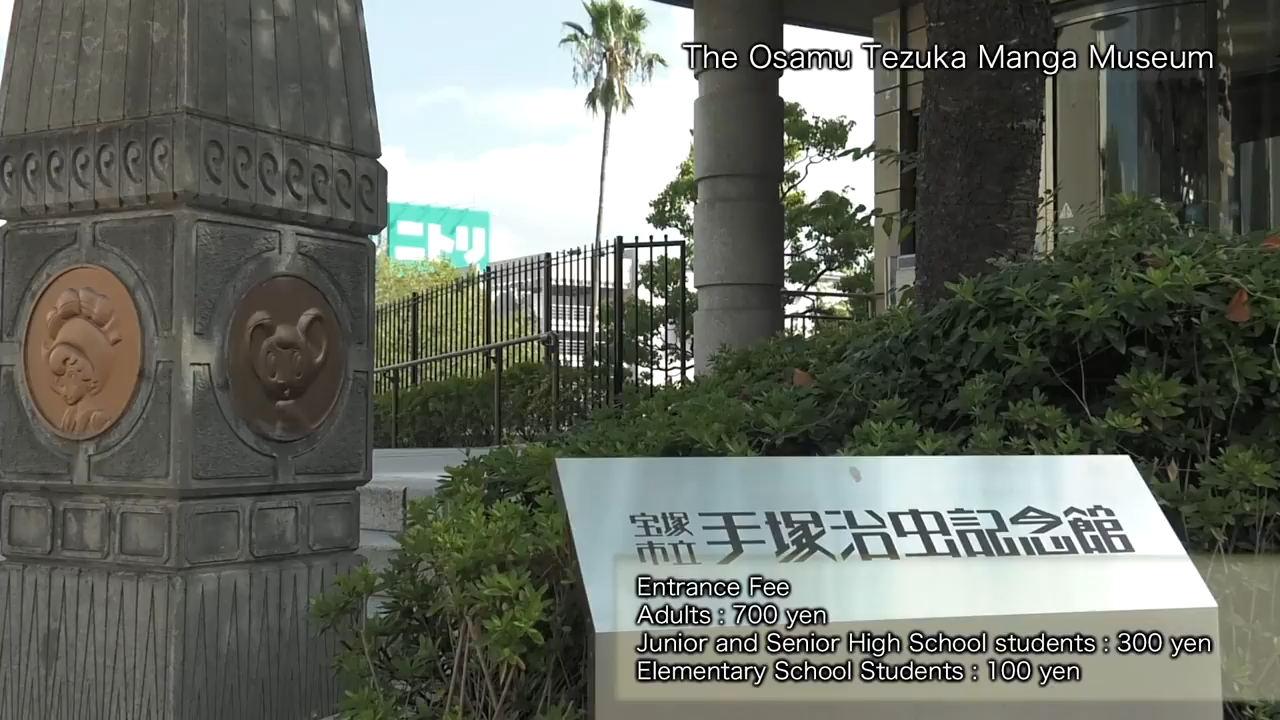 The Osamu Tezuka Manga Museum
ニトリ
宝塚
市立
手塚治虫記念館
Entrance Fee
Adults : 700 yen
Junior and Senior High School students : 300 yen
Elementary School Students : 100 yen